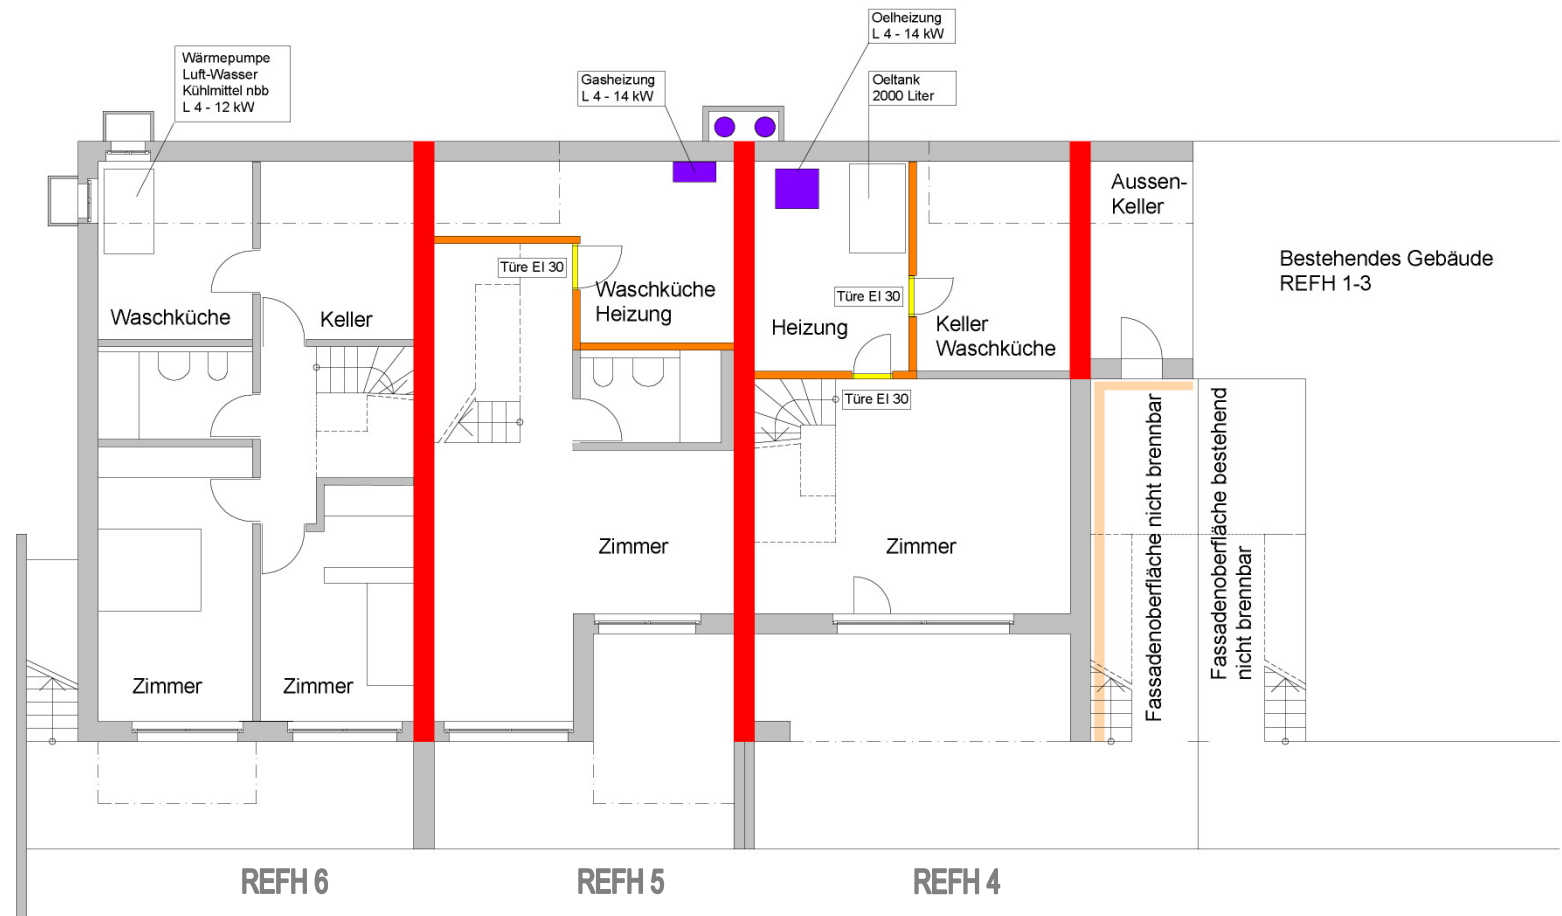 Oelheizung
L 4 - 14 kW
Wärmepumpe
Luft-Wasser
Kühlmittel nbb
L 4 - 12 kW
Gasheizung
L 4 - 14 kW
Oeltank
2000 Liter
Aussen-
Keller
Bestehendes Gebäude
REFH 1-3
Türe EI 30
Waschküche
Heizung
Türe EI 30
Waschküche
Keller
Heizung
Keller
Waschküche
Türe EI 30
Fassadenoberfläche nicht brennbar
Fassadenoberfläche bestehend
nicht brennbar
Zimmer
Zimmer
Zimmer
Zimmer
REFH 6
REFH 5
REFH 4